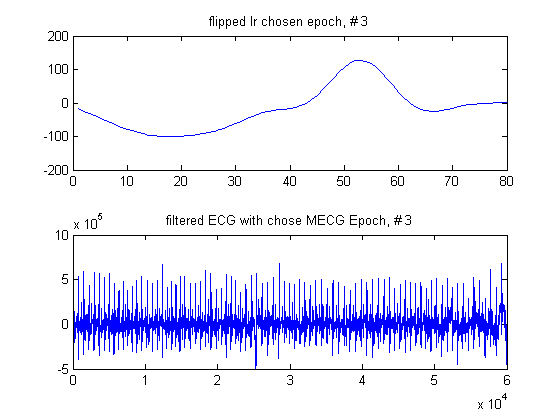 flipped lr chosen epoch, #3
200
100
0
-100
-200
0 10 20 30 40 50 60 70 80
filtered ECG with chose MECG Epoch, #3
x 10^5
10
5
0
-5
0 1 2 3 4 5 6
x 10^4